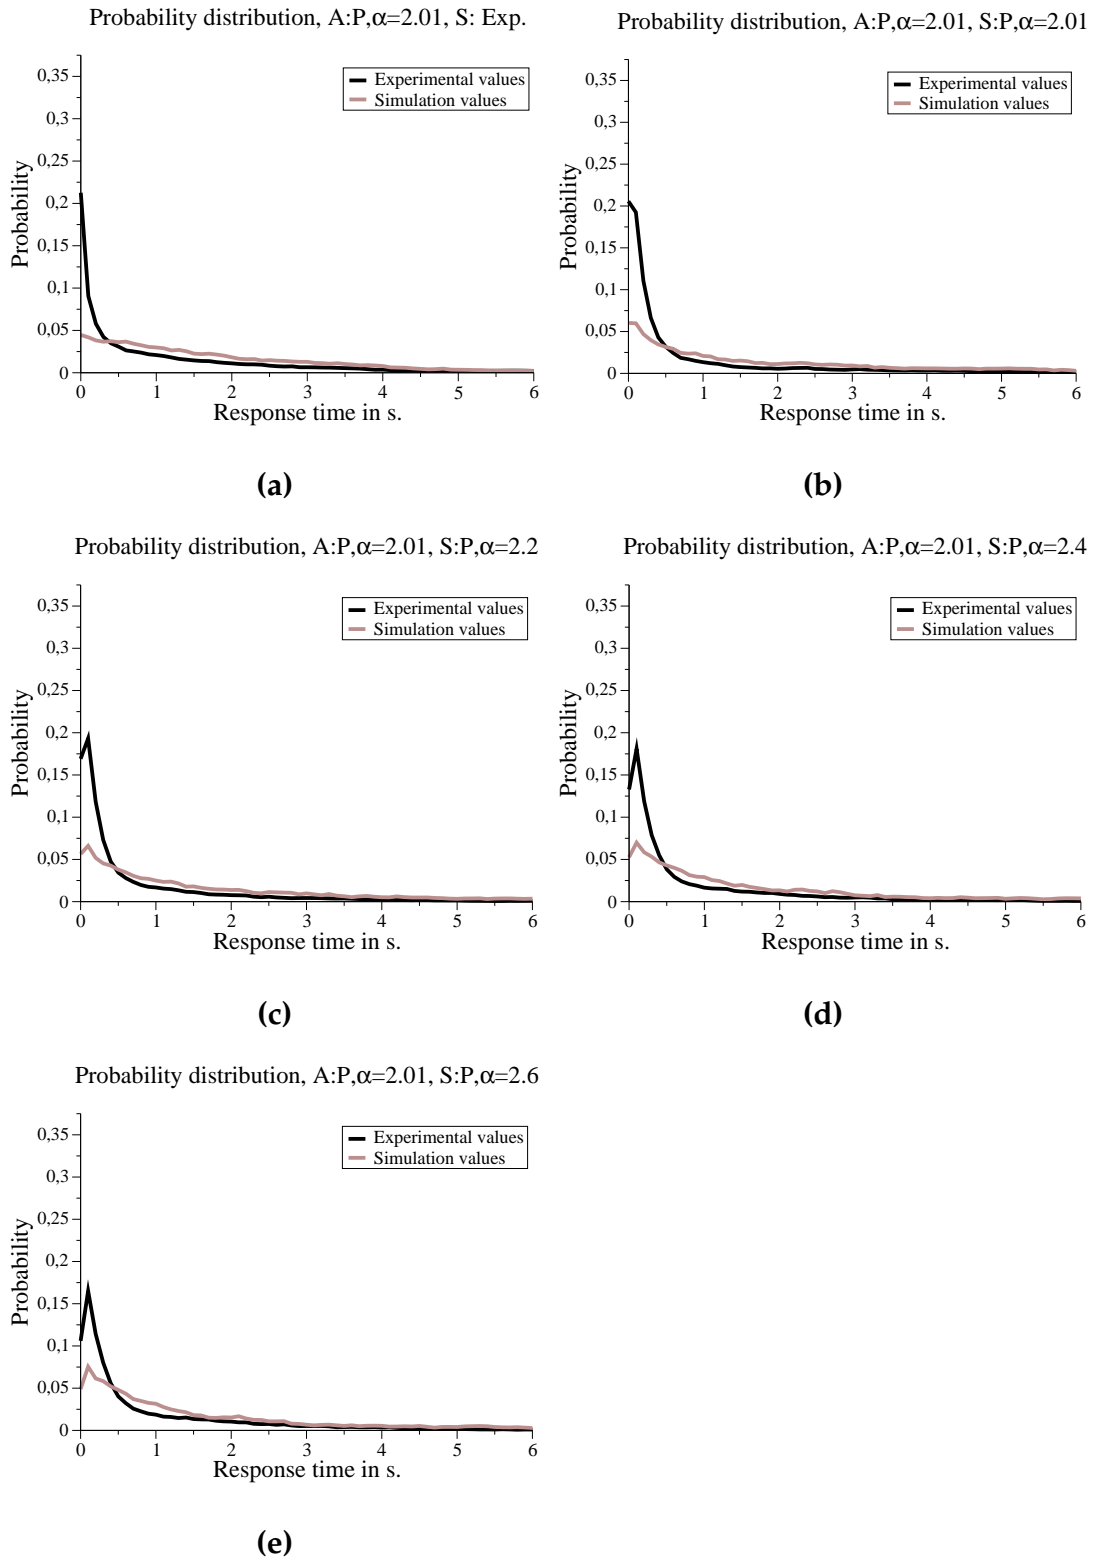 Probability distribution, A:P,α=2.01, S: Exp.
Experimental values
Simulation values
Probability
0,35
0,3
0,25
0,2
0,15
0,1
0,05
0
0 1 2 3 4 5 6
Response time in s.
(a)
Probability distribution, A:P,α=2.01, S:P,α=2.01
Experimental values
Simulation values
Probability
0,35
0,3
0,25
0,2
0,15
0,1
0,05
0
0 1 2 3 4 5 6
Response time in s.
(b)
Probability distribution, A:P,α=2.01, S:P,α=2.2
Experimental values
Simulation values
Probability
0,35
0,3
0,25
0,2
0,15
0,1
0,05
0
0 1 2 3 4 5 6
Response time in s.
(c)
Probability distribution, A:P,α=2.01, S:P,α=2.4
Experimental values
Simulation values
Probability
0,35
0,3
0,25
0,2
0,15
0,1
0,05
0
0 1 2 3 4 5 6
Response time in s.
(d)
Probability distribution, A:P,α=2.01, S:P,α=2.6
Experimental values
Simulation values
Probability
0,35
0,3
0,25
0,2
0,15
0,1
0,05
0
0 1 2 3 4 5 6
Response time in s.
(e)